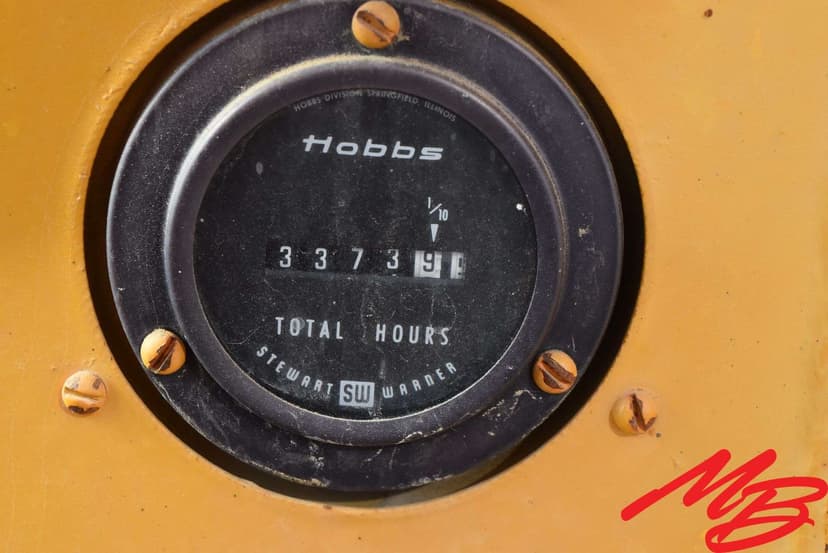 HOBBS DIVISION SPRINGFIELD, ILLINOIS
Hobbs
1/10
3 3 7 3 9
TOTAL HOURS
STEWART SW WARNER
MB